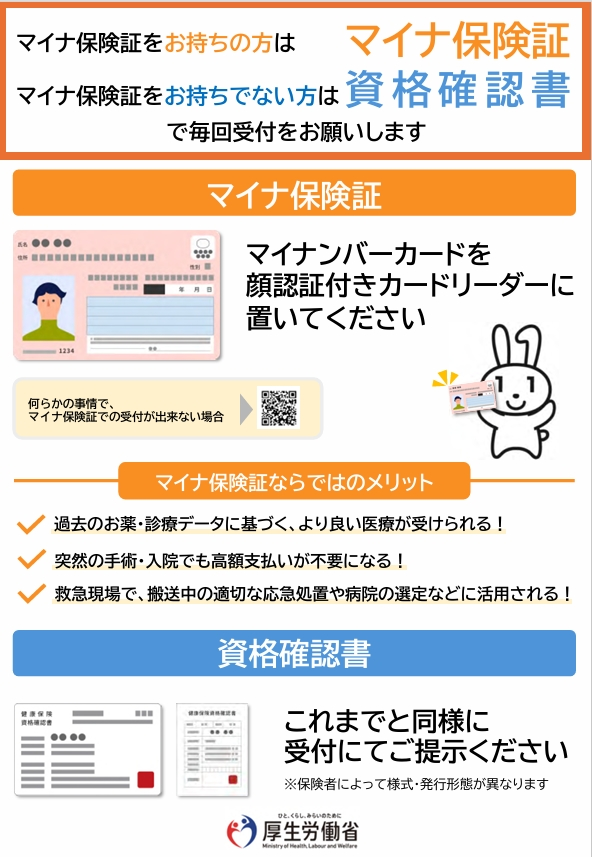 マイナ保険証をお持ちの方は マイナ保険証
マイナ保険証をお持ちでない方は 資格確認書
で毎回受付をお願いします
マイナ保険証
氏名
住所
性別
年 月 日
1234
マイナンバーカードを
顔認証付きカードリーダーに
置いてください
何らかの事情で、
マイナ保険証での受付が出来ない場合
マイナ保険証ならではのメリット
過去のお薬・診療データに基づく、より良い医療が受けられる！
突然の手術・入院でも高額支払いが不要になる！
救急現場で、搬送中の適切な応急処置や病院の選定などに活用される！
資格確認書
健康保険
資格確認書
健康保険資格確認書
これまでと同様に
受付にてご提示ください
※保険者によって様式・発行形態が異なります
ひと、くらし、みらいのために
厚生労働省
Ministry of Health, Labour and Welfare